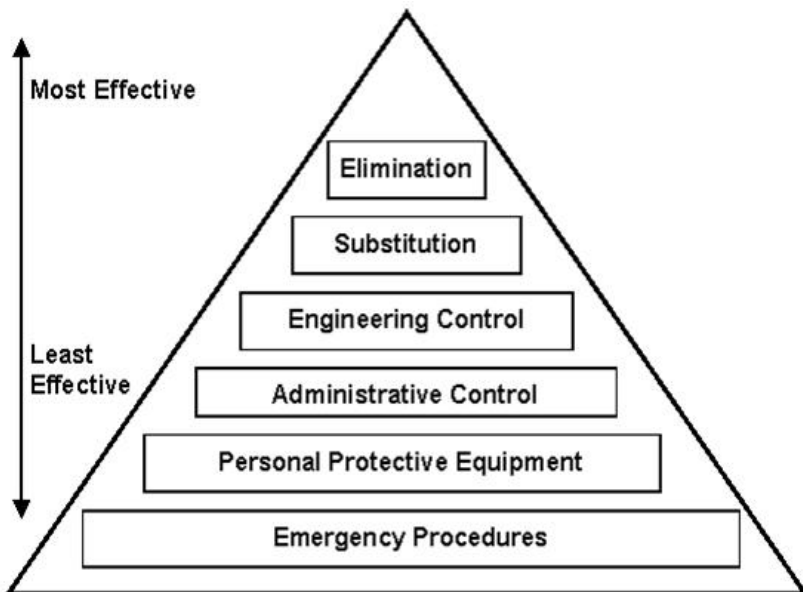 Most Effective
Elimination
Substitution
Engineering Control
Least
Effective
Administrative Control
Personal Protective Equipment
Emergency Procedures